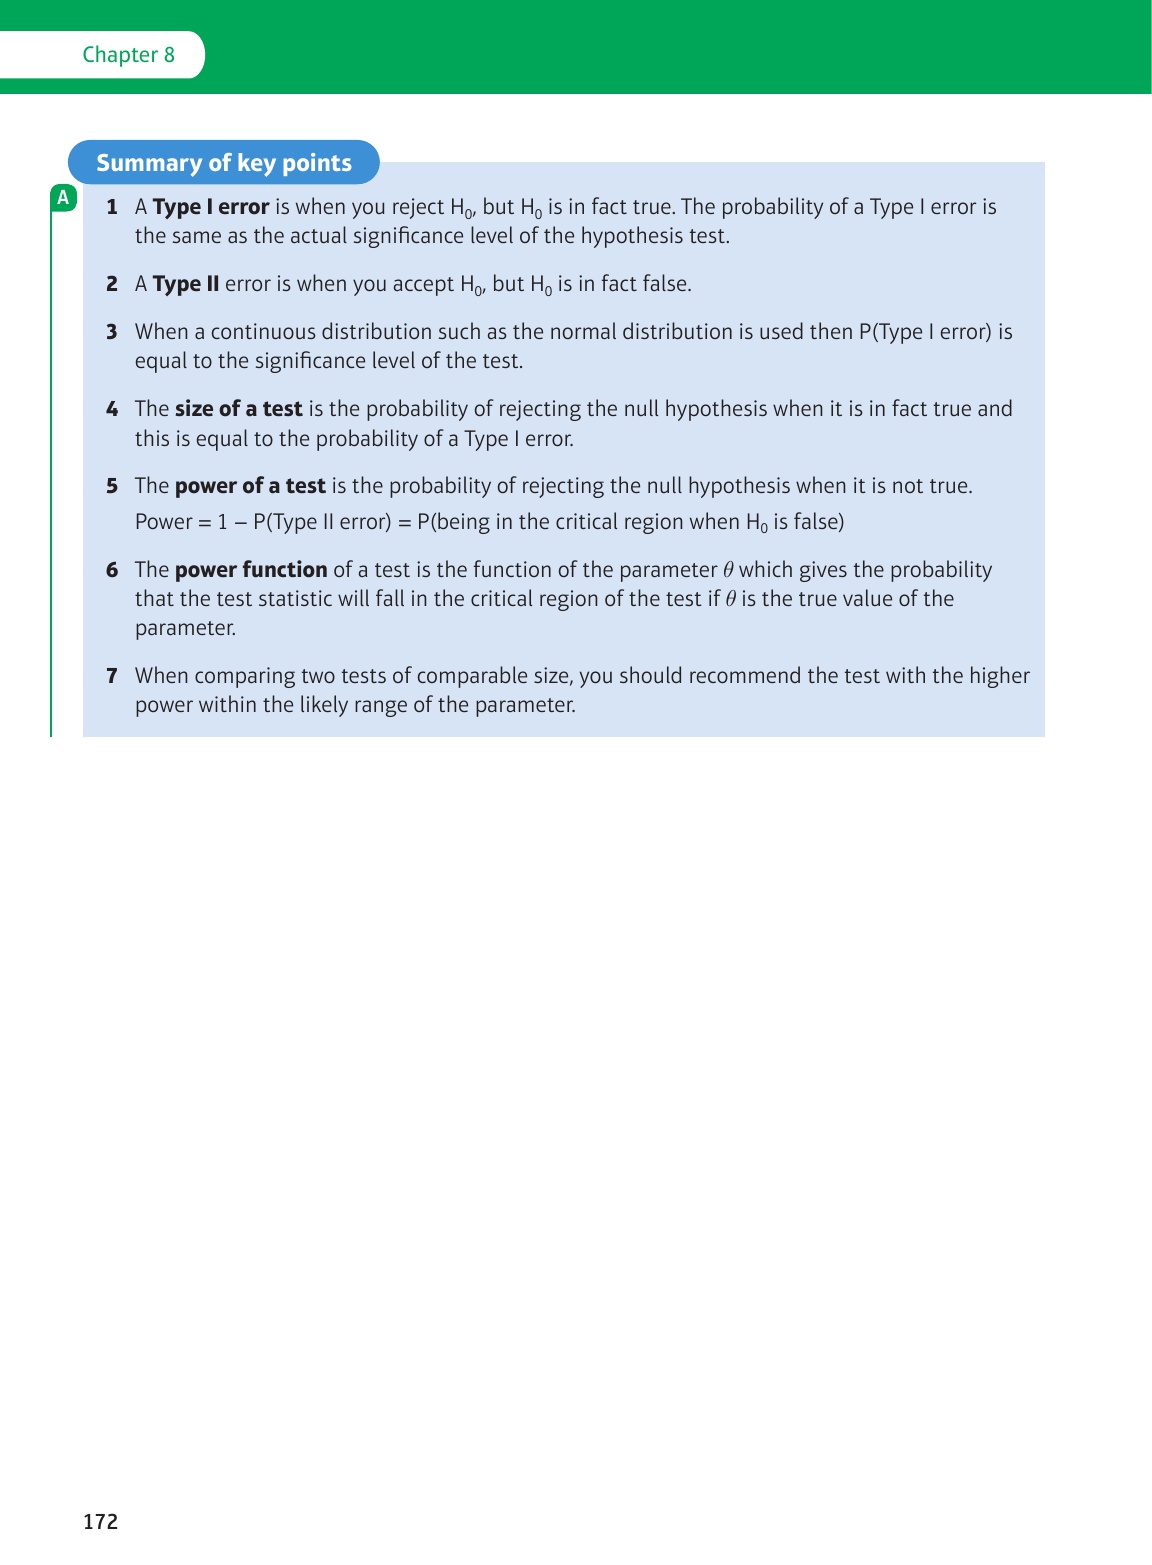 Chapter 8
Summary of key points
A
1 A Type I error is when you reject H₀, but H₀ is in fact true. The probability of a Type I error is
the same as the actual significance level of the hypothesis test.
2 A Type II error is when you accept H₀, but H₀ is in fact false.
3 When a continuous distribution such as the normal distribution is used then P(Type I error) is
equal to the significance level of the test.
4 The size of a test is the probability of rejecting the null hypothesis when it is in fact true and
this is equal to the probability of a Type I error.
5 The power of a test is the probability of rejecting the null hypothesis when it is not true.
Power = 1 – P(Type II error) = P(being in the critical region when H₀ is false)
6 The power function of a test is the function of the parameter θ which gives the probability
that the test statistic will fall in the critical region of the test if θ is the true value of the
parameter.
7 When comparing two tests of comparable size, you should recommend the test with the higher
power within the likely range of the parameter.
172